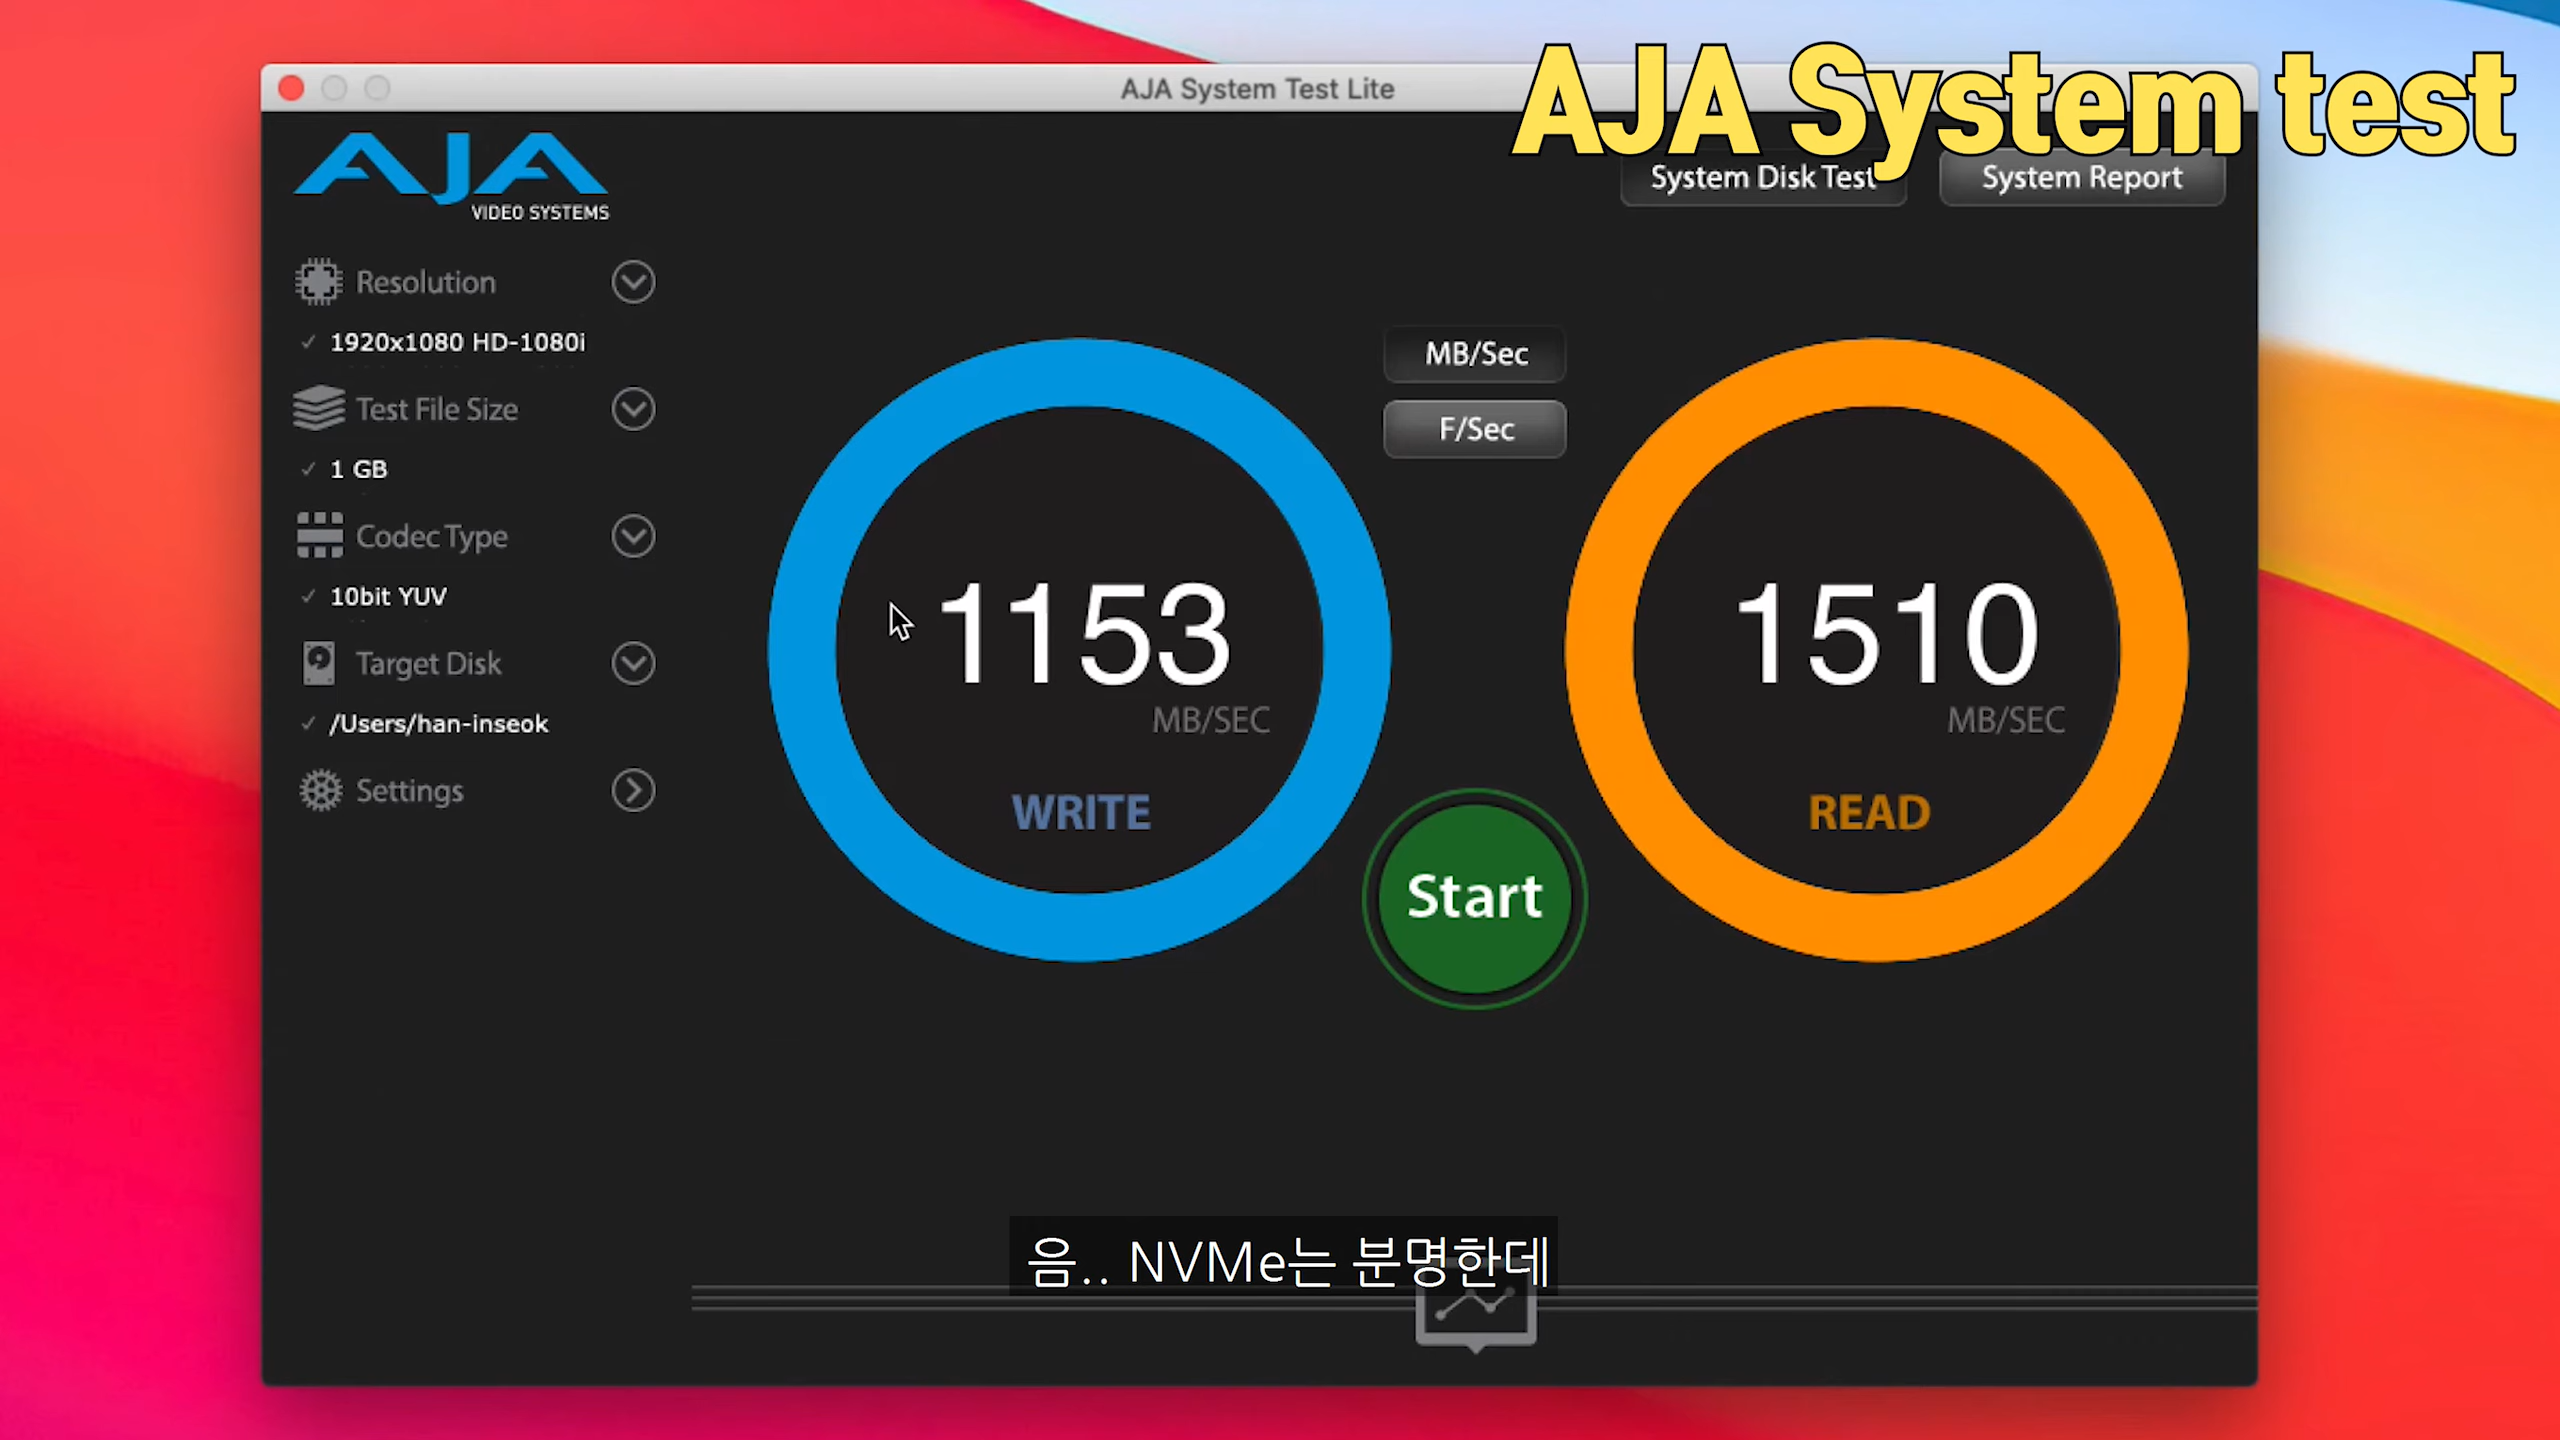 AJA System Test Lite
AJA System test
AJA
VIDEO SYSTEMS
System Disk Test
System Report
Resolution
1920x1080 HD-1080i
Test File Size
1 GB
Codec Type
10bit YUV
Target Disk
/Users/han-inseok
Settings
MB/Sec
F/Sec
1153
MB/SEC
WRITE
1510
MB/SEC
READ
Start
음.. NVMe는 분명한데